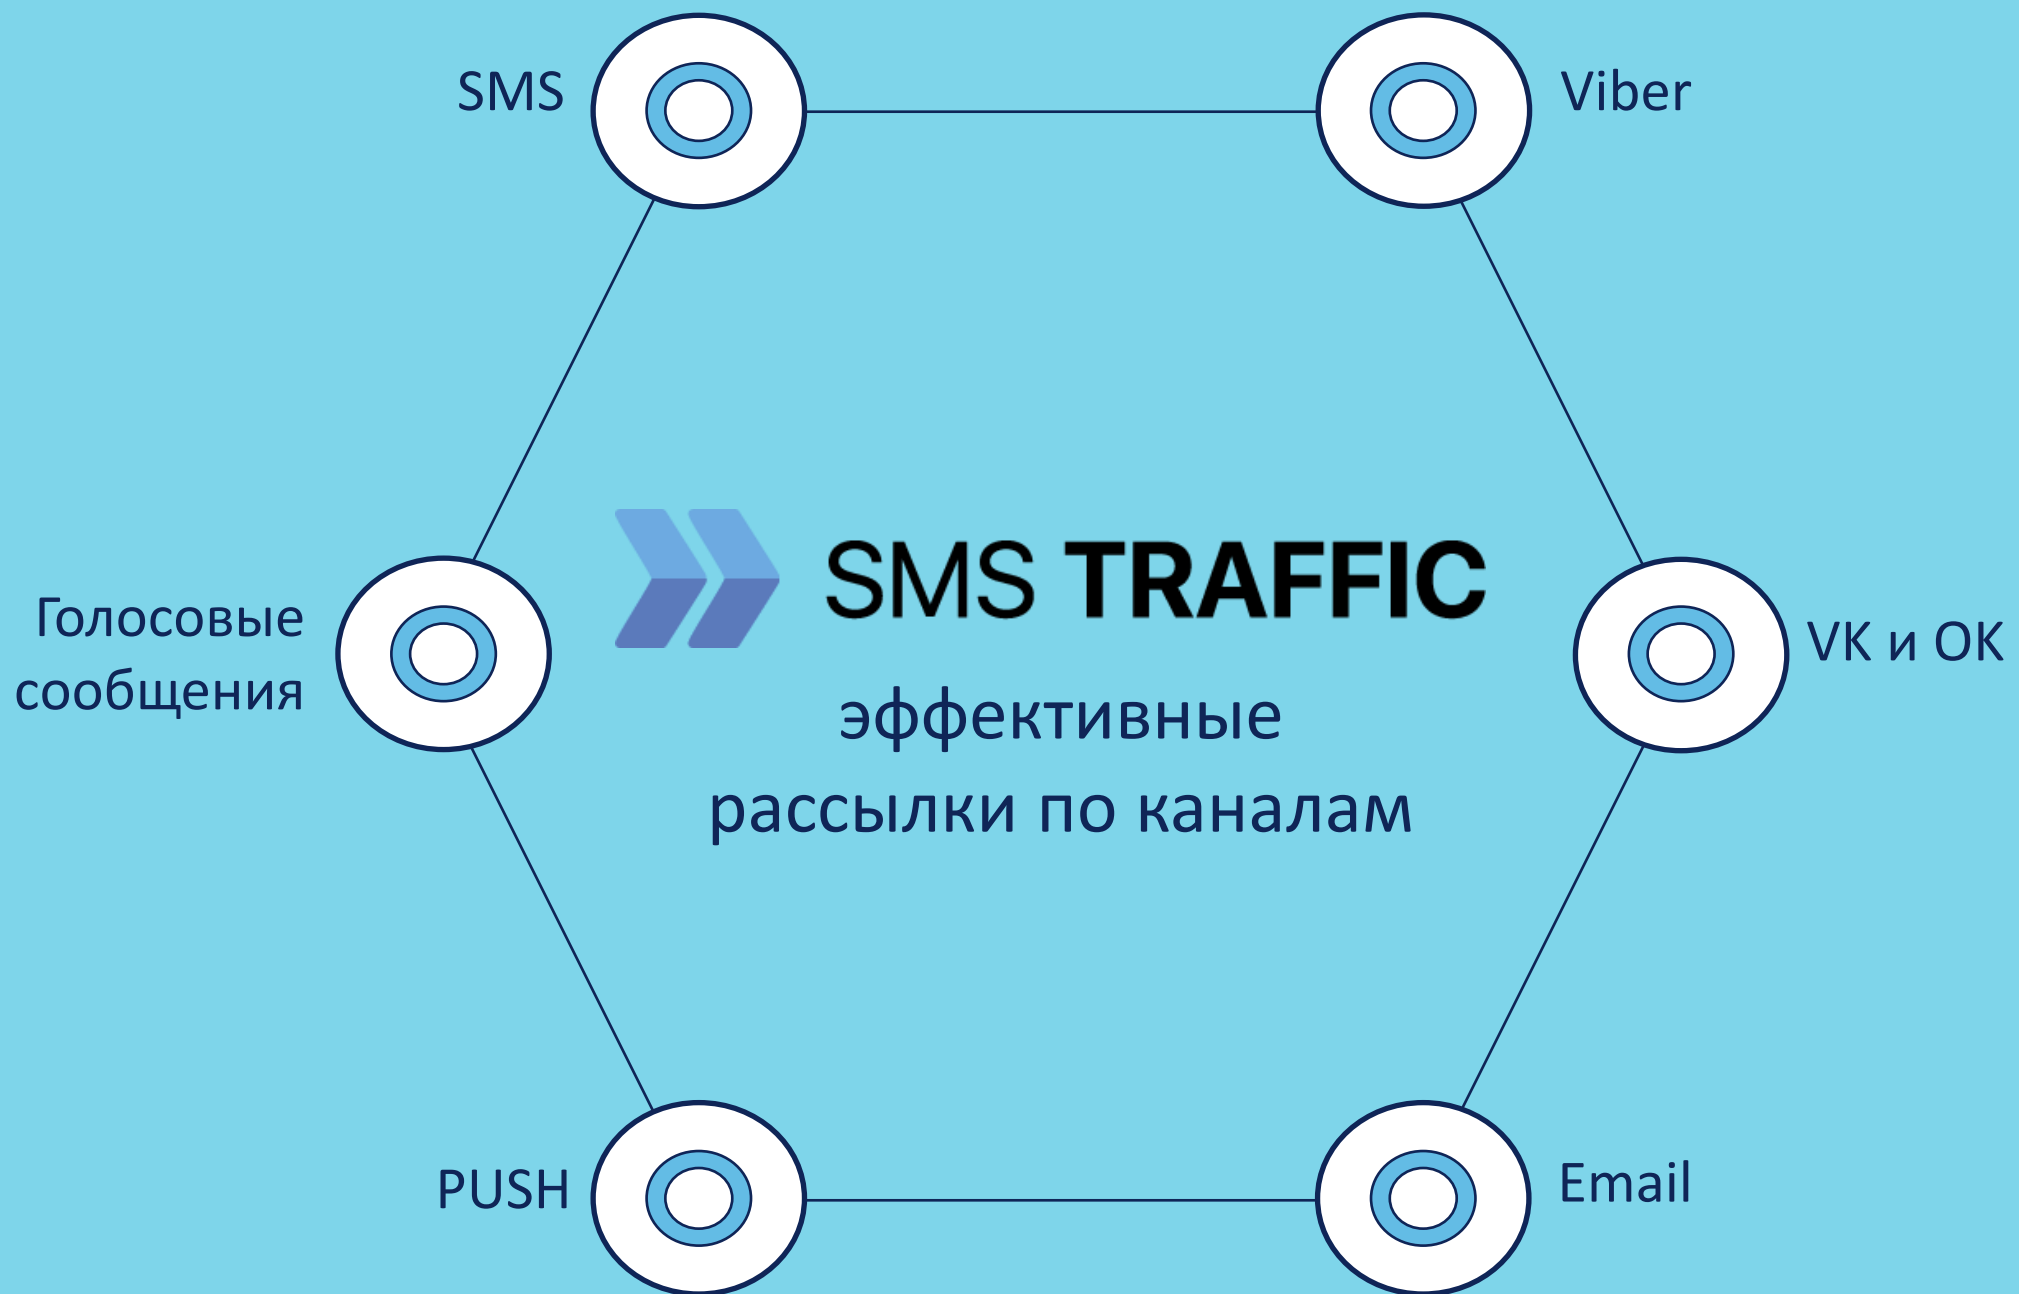 SMS
Viber
SMS TRAFFIC
Голосовые
сообщения
VK и OK
эффективные
рассылки по каналам
PUSH
Email